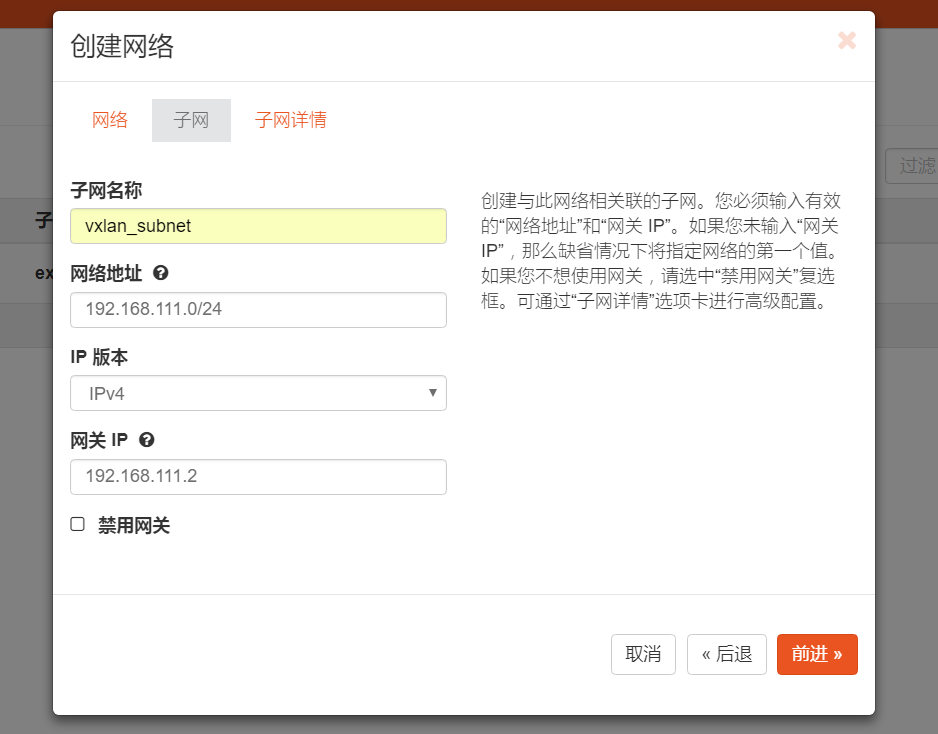 创建网络
×
网络 子网 子网详情
子网名称
vxlan_subnet
网络地址
192.168.111.0/24
IP 版本
IPv4
网关 IP
192.168.111.2
禁用网关
创建与此网络相关联的子网。您必须输入有效
的“网络地址”和“网关 IP”。如果您未输入“网关
IP”，那么缺省情况下将指定网络的第一个值。
如果您不想使用网关，请选中“禁用网关”复选
框。可通过“子网详情”选项卡进行高级配置。
取消 « 后退 前进 »
过滤
子
ex